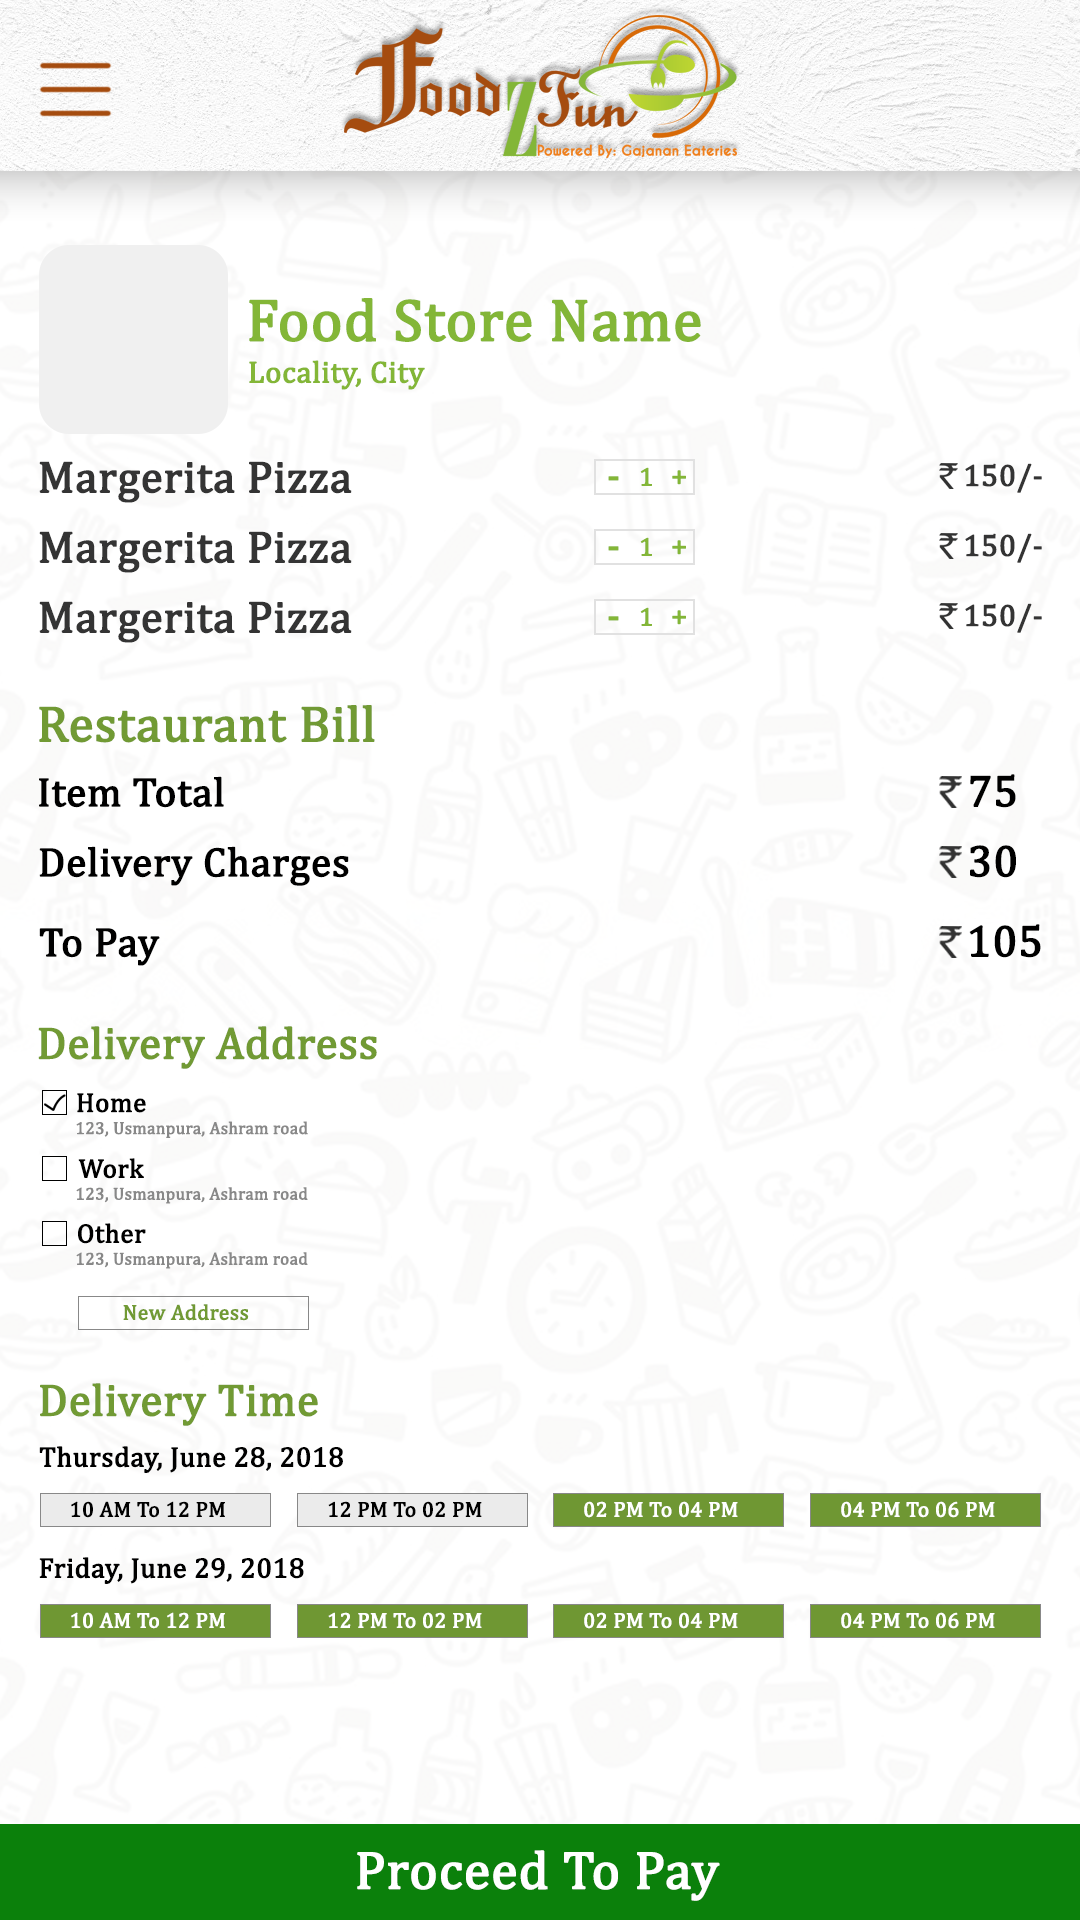 Food Z Fun
Powered By: Gajanan Eateries
Food Store Name
Locality, City
Margerita Pizza - 1 + ₹ 150/-
Margerita Pizza - 1 + ₹ 150/-
Margerita Pizza - 1 + ₹ 150/-
Restaurant Bill
Item Total ₹ 75
Delivery Charges ₹ 30
To Pay ₹ 105
Delivery Address
Home
123, Usmanpura, Ashram road
Work
123, Usmanpura, Ashram road
Other
123, Usmanpura, Ashram road
New Address
Delivery Time
Thursday, June 28, 2018
10 AM To 12 PM 12 PM To 02 PM 02 PM To 04 PM 04 PM To 06 PM
Friday, June 29, 2018
10 AM To 12 PM 12 PM To 02 PM 02 PM To 04 PM 04 PM To 06 PM
Proceed To Pay